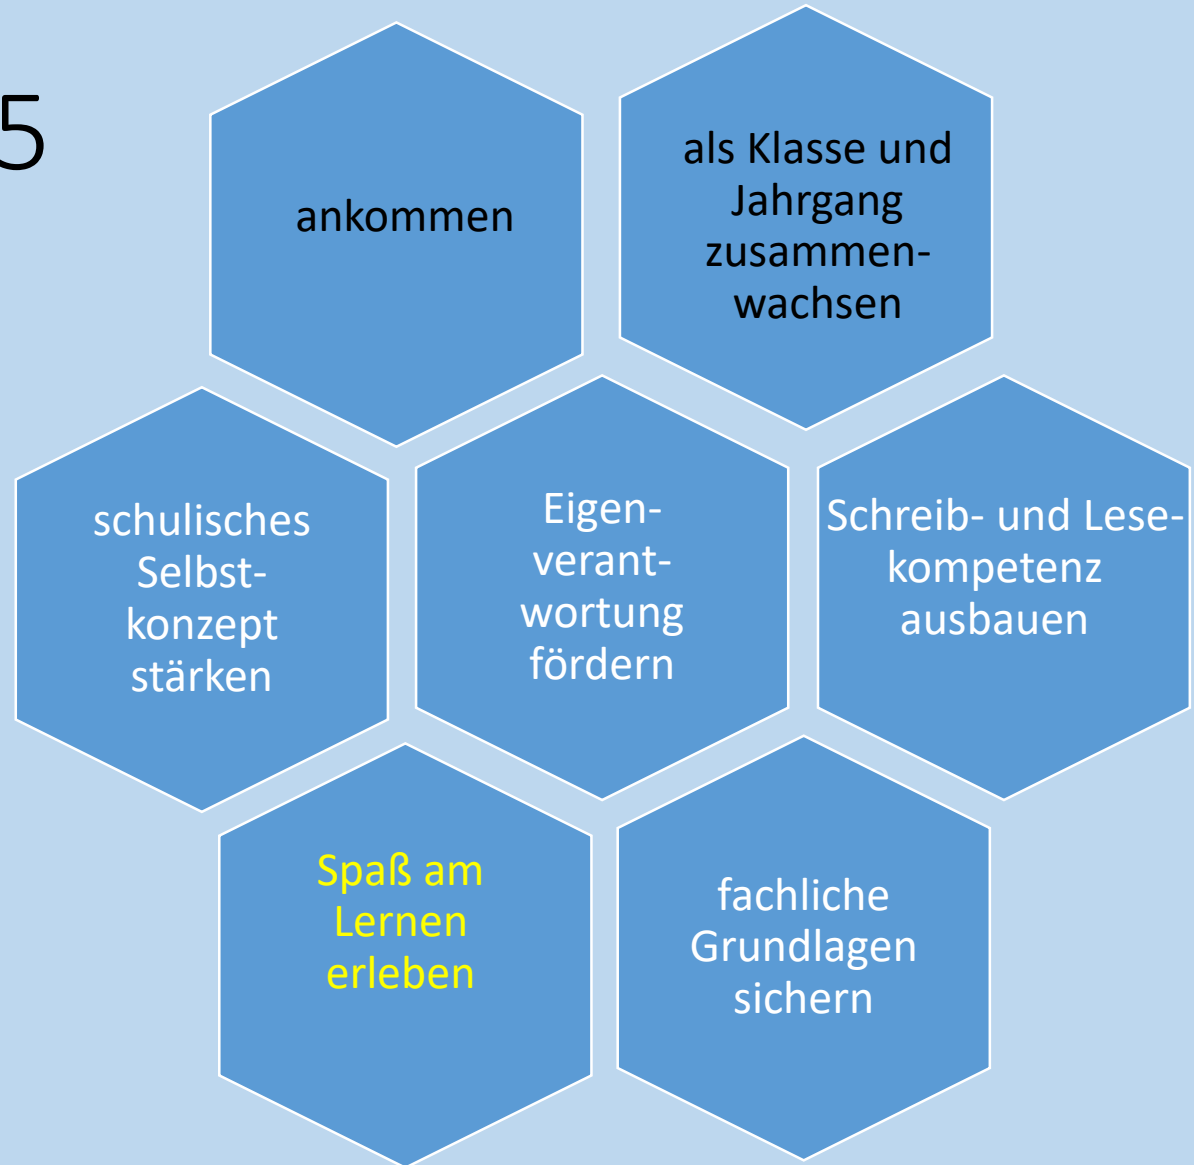 5
ankommen
als Klasse und
Jahrgang
zusammen-
wachsen
schulisches
Selbst-
konzept
stärken
Eigen-
verant-
wortung
fördern
Schreib- und Lese-
kompetenz
ausbauen
Spaß am
Lernen
erleben
fachliche
Grundlagen
sichern